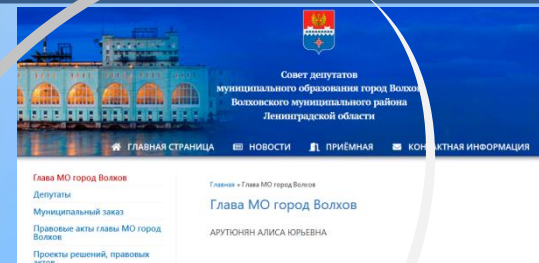 Совет депутатов
муниципального образования город Волхов
Волховского муниципального района
Ленинградской области
ГЛАВНАЯ СТРАНИЦА НОВОСТИ ПРИЁМНАЯ КОНТАКТНАЯ ИНФОРМАЦИЯ
Глава МО город Волхов
Депутаты
Муниципальный заказ
Правовые акты главы МО город
Волхов
Проекты решений, правовых
актов
Главная » Глава МО город Волхов
Глава МО город Волхов
АРУТЮНЯН АЛИСА ЮРЬЕВНА